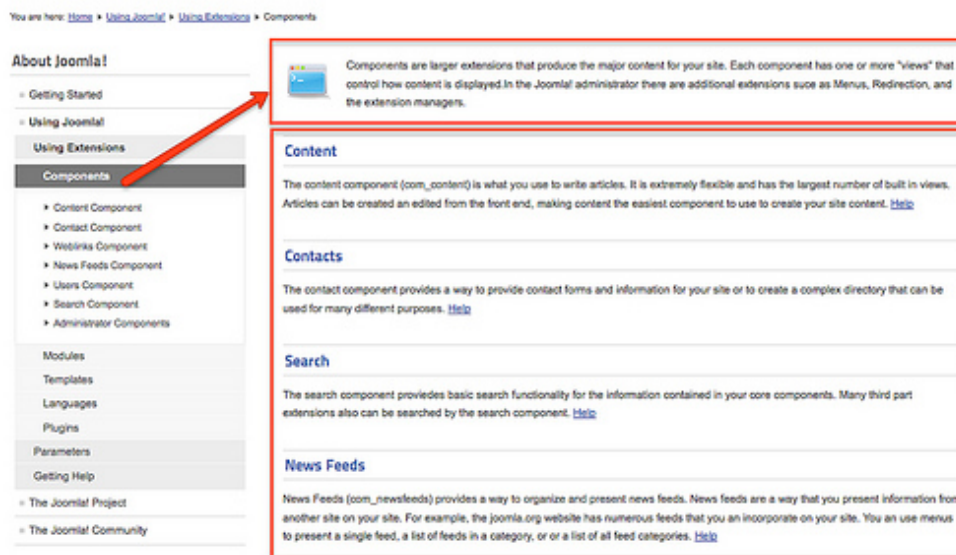 You are here: Home Using Joomla! Using Extensions Components
About Joomla!
Getting Started
Using Joomla!
Using Extensions
Components
Content Component
Contact Component
Weblinks Component
News Feeds Component
Users Component
Search Component
Administrator Components
Modules
Templates
Languages
Plugins
Parameters
Getting Help
The Joomla! Project
The Joomla! Community
Components are larger extensions that produce the major content for your site. Each component has one or more "views" that
control how content is displayed.In the Joomla! administrator there are additional extensions suce as Menus, Redirection, and
the extension managers.
Content
The content component (com_content) is what you use to write articles. It is extremely flexible and has the largest number of built in views.
Articles can be created an edited from the front end, making content the easiest component to use to create your site content. Help
Contacts
The contact component provides a way to provide contact forms and information for your site or to create a complex directory that can be
used for many different purposes. Help
Search
The search component proviedes basic search functionality for the information contained in your core components. Many third part
extensions also can be searched by the search component. Help
News Feeds
News Feeds (com_newsfeeds) provides a way to organize and present news feeds. News feeds are a way that you present information from
another site on your site. For example, the joomla.org website has numerous feeds that you an incorporate on your site. You an use menus
to present a single feed, a list of feeds in a category, or or a list of all feed categories. Help